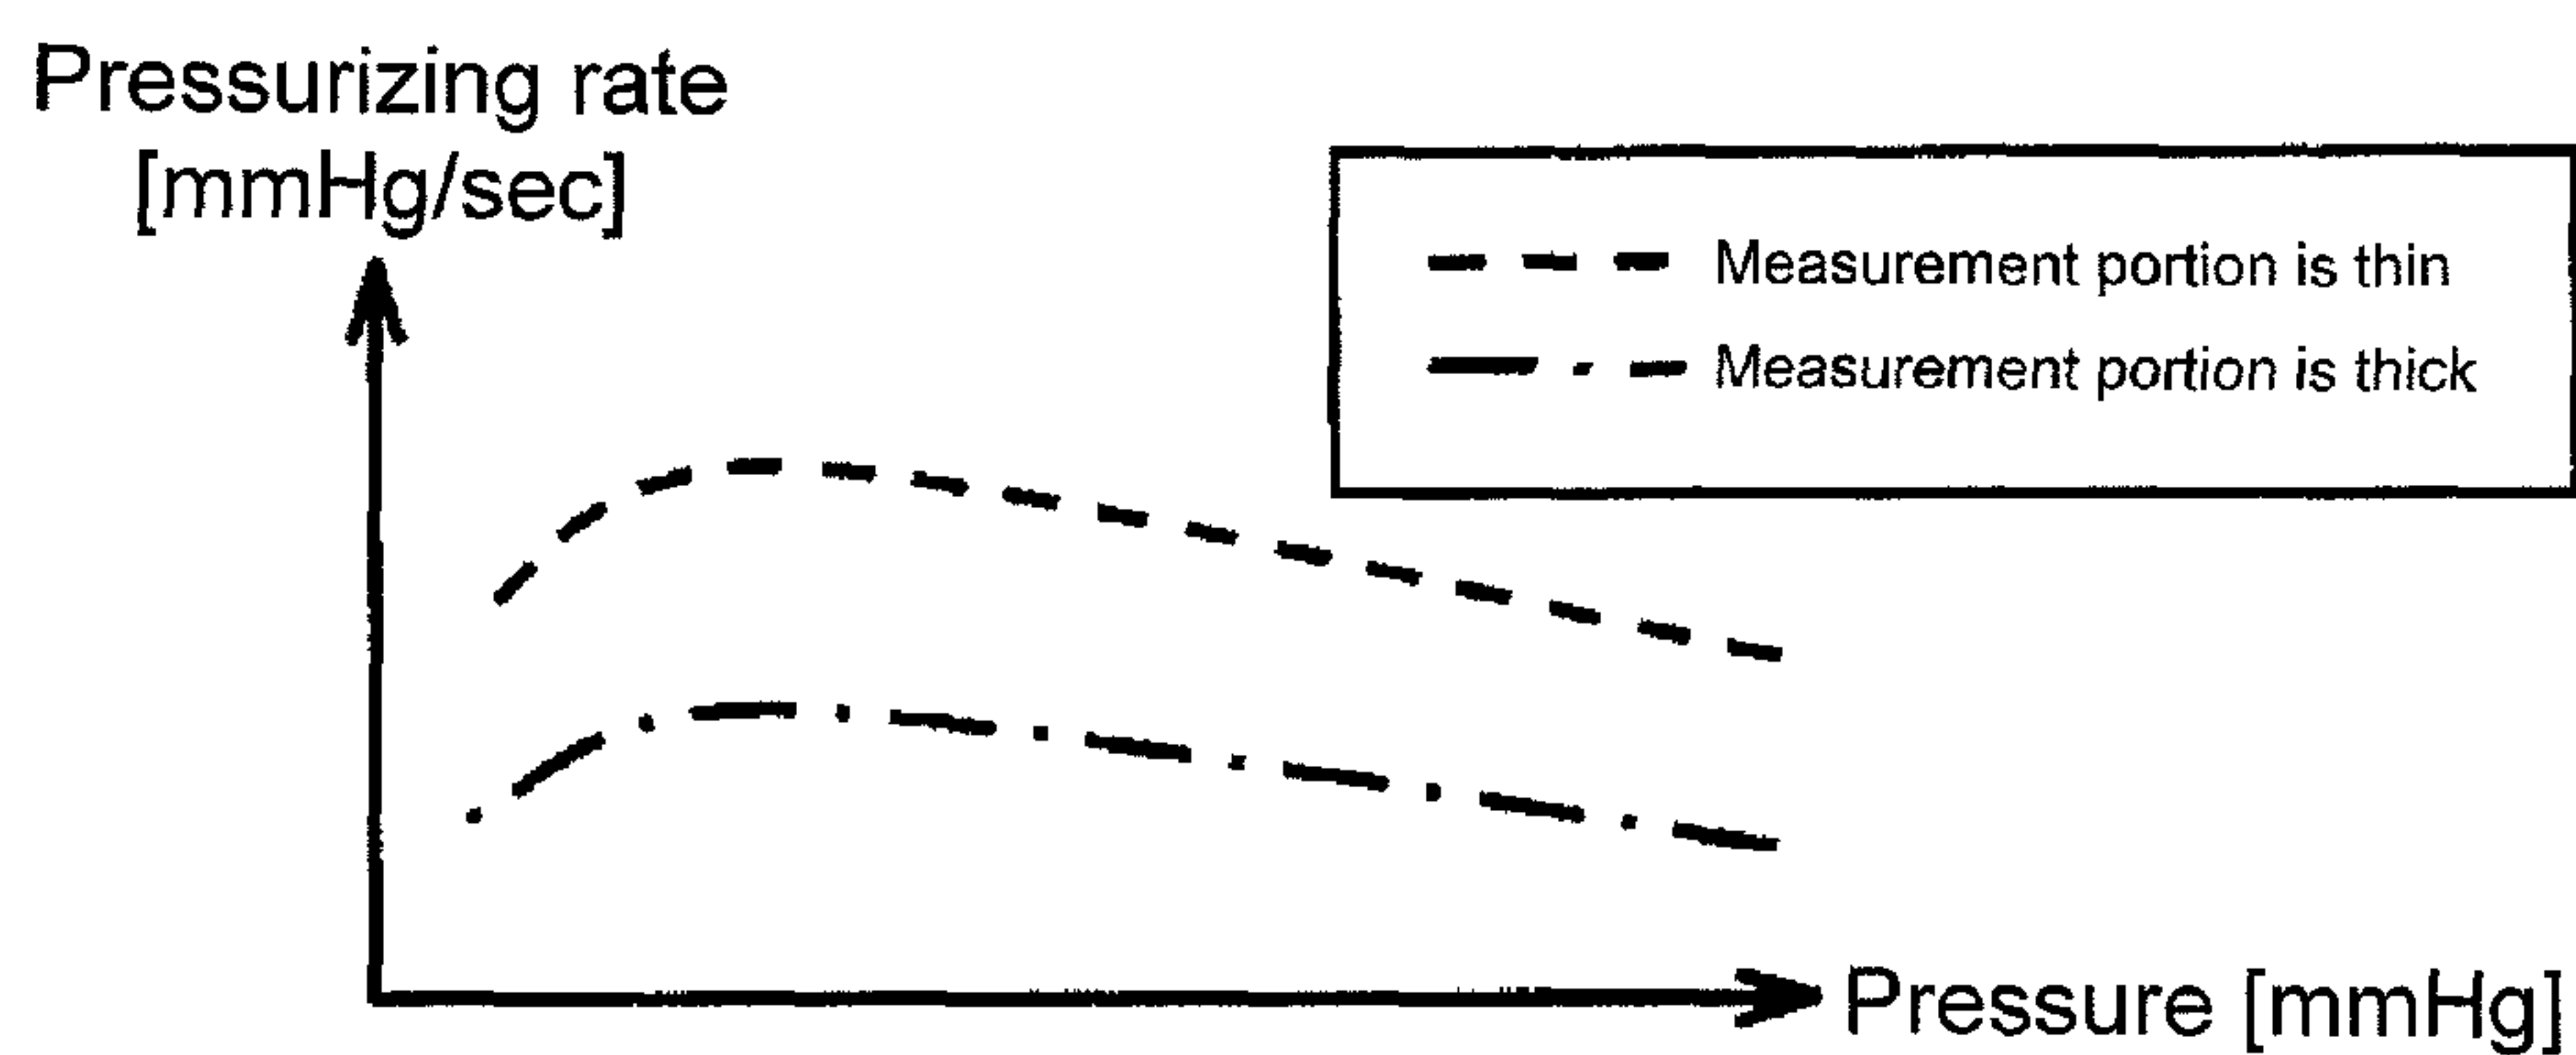 Pressurizing rate
[mmHg/sec]
Measurement portion is thin
Measurement portion is thick
Pressure [mmHg]